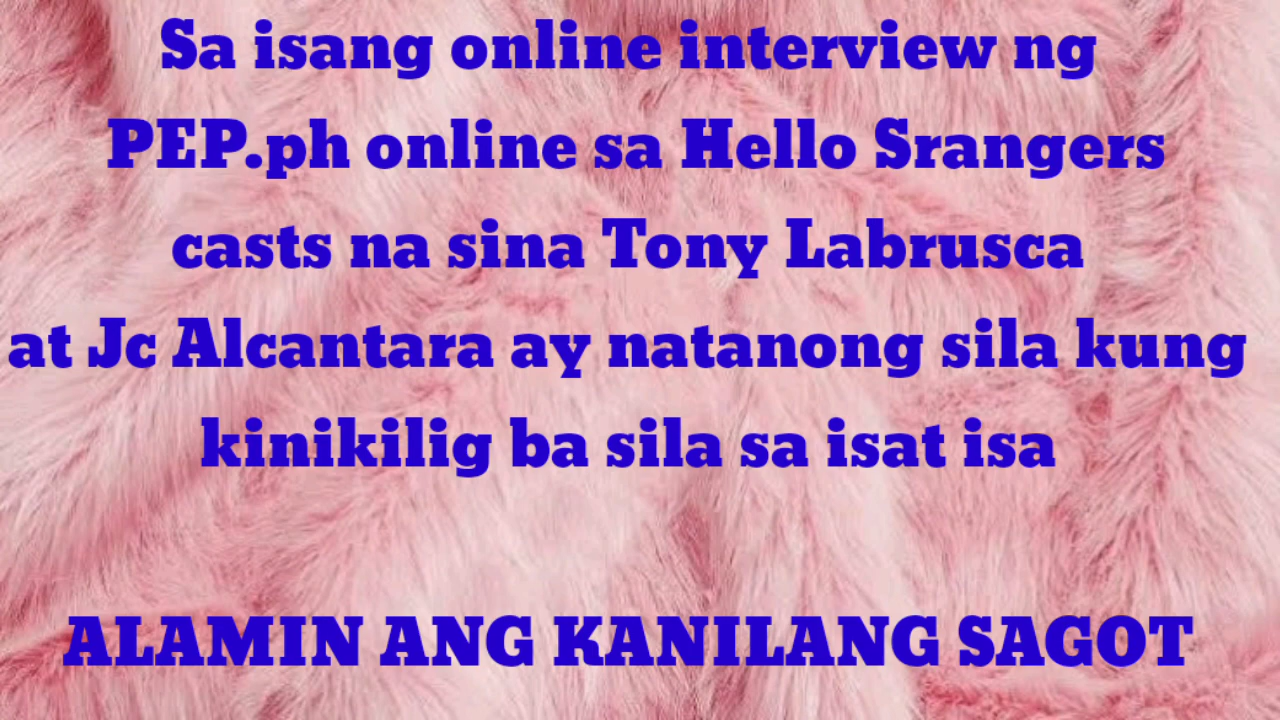 Sa isang online interview ng
PEP.ph online sa Hello Srangers
casts na sina Tony Labrusca
at Jc Alcantara ay natanong sila kung
kinikilig ba sila sa isat isa
ALAMIN ANG KANILANG SAGOT